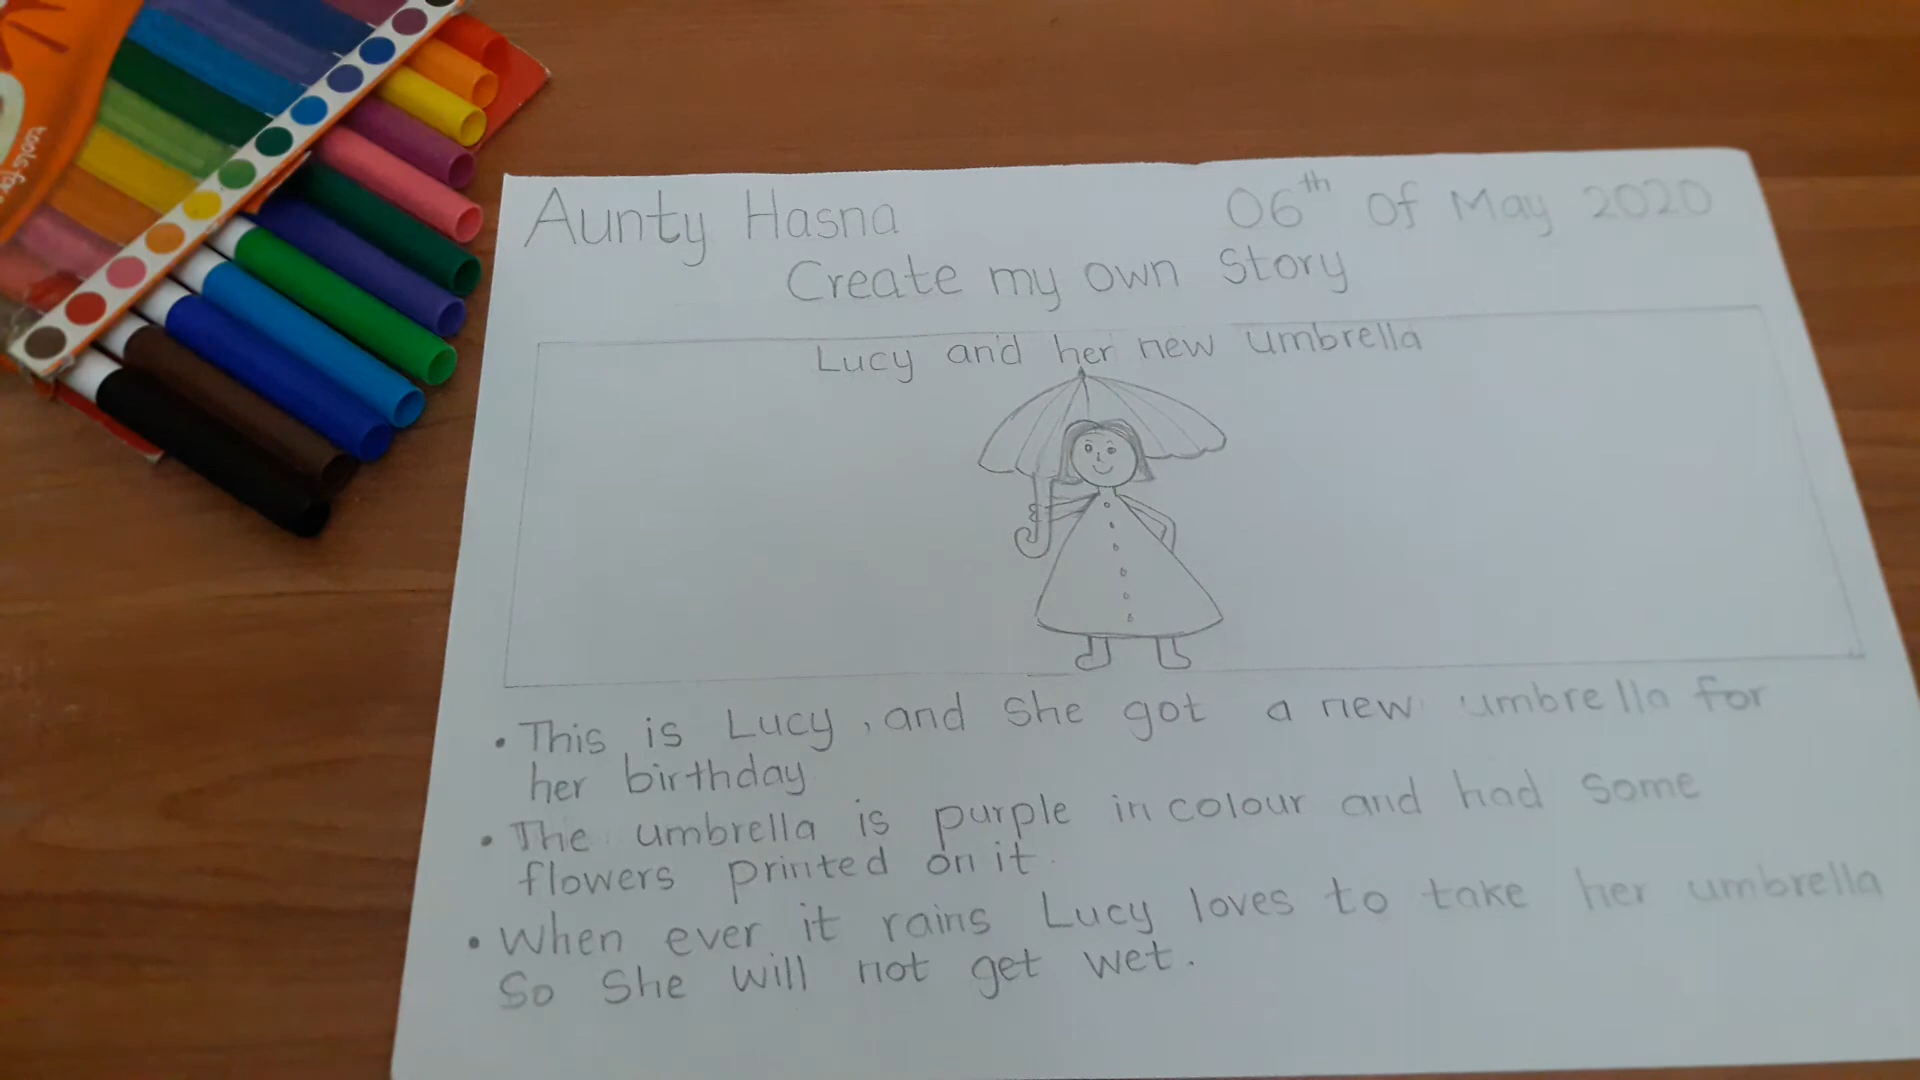 Aunty Hasna 06th Of May 2020
Create my own Story
Lucy and her new umbrella
• This is Lucy, and She got a new umbrella for
her birthday
• The umbrella is purple in colour and had Some
flowers printed on it.
• When ever it rains Lucy loves to take her umbrella
So She will not get wet.
tools for